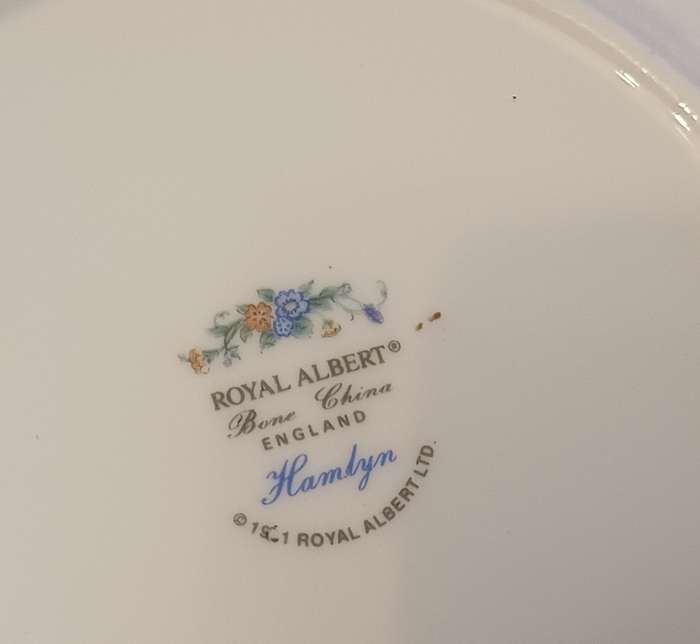 ROYAL ALBERT®
Bone China
ENGLAND
Hamlyn
© ROYAL ALBERT LTD.